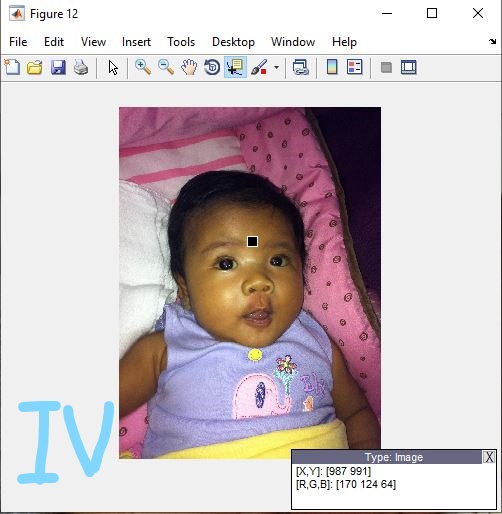 Figure 12
File Edit View Insert Tools Desktop Window Help
IV
Type: Image X
[X,Y]: [987 991]
[R,G,B]: [170 124 64]